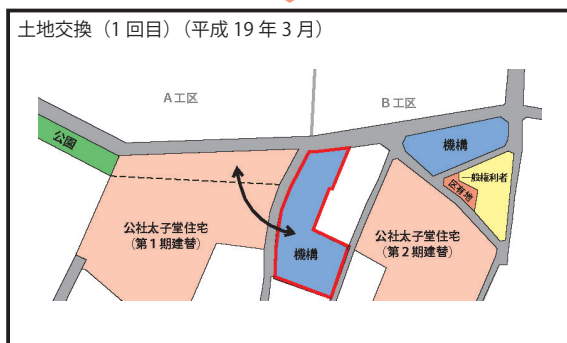 土地交換（1回目）（平成19年3月）
A工区
B工区
公園
機構
一般権利者
区有地
公社太子堂住宅
（第1期建替）
機構
公社太子堂住宅
（第2期建替）